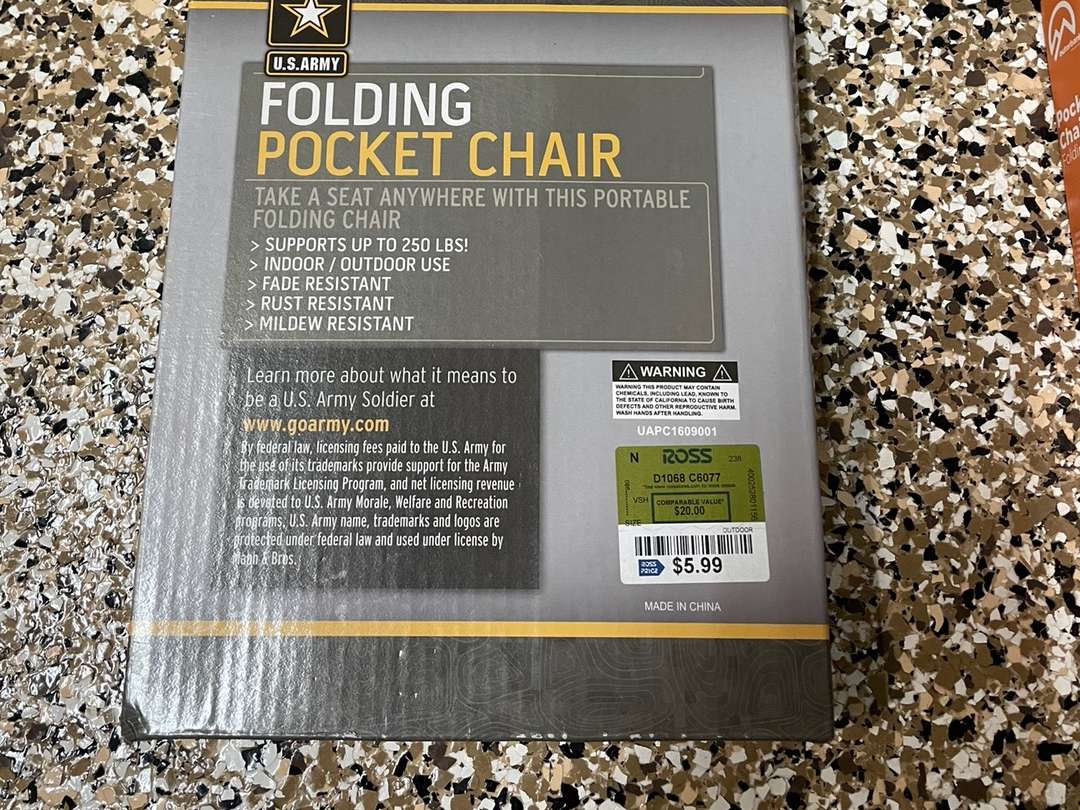 U.S.ARMY
FOLDING
POCKET CHAIR
TAKE A SEAT ANYWHERE WITH THIS PORTABLE
FOLDING CHAIR
> SUPPORTS UP TO 250 LBS!
> INDOOR / OUTDOOR USE
> FADE RESISTANT
> RUST RESISTANT
> MILDEW RESISTANT
Learn more about what it means to
be a U.S. Army Soldier at
www.goarmy.com
By federal law, licensing fees paid to the U.S. Army for
the use of its trademarks provide support for the Army
Trademark Licensing Program, and net licensing revenue
is devoted to U.S. Army Morale, Welfare and Recreation
programs, U.S. Army name, trademarks and logos are
protected under federal law and used under license by
Mann & Bros.
WARNING
WARNING THIS PRODUCT MAY CONTAIN
CHEMICALS, INCLUDING LEAD, KNOWN TO
THE STATE OF CALIFORNIA TO CAUSE BIRTH
DEFECTS AND OTHER REPRODUCTIVE HARM.
WASH HANDS AFTER HANDLING.
UAPC1609001
N ROSS
D1068 C6077
VSH COMPARABLE VALUE*
$20.00
SIZE
OUTDOOR
ROSS
PRICE $5.99
MADE IN CHINA
Pock
Cha
Foldin